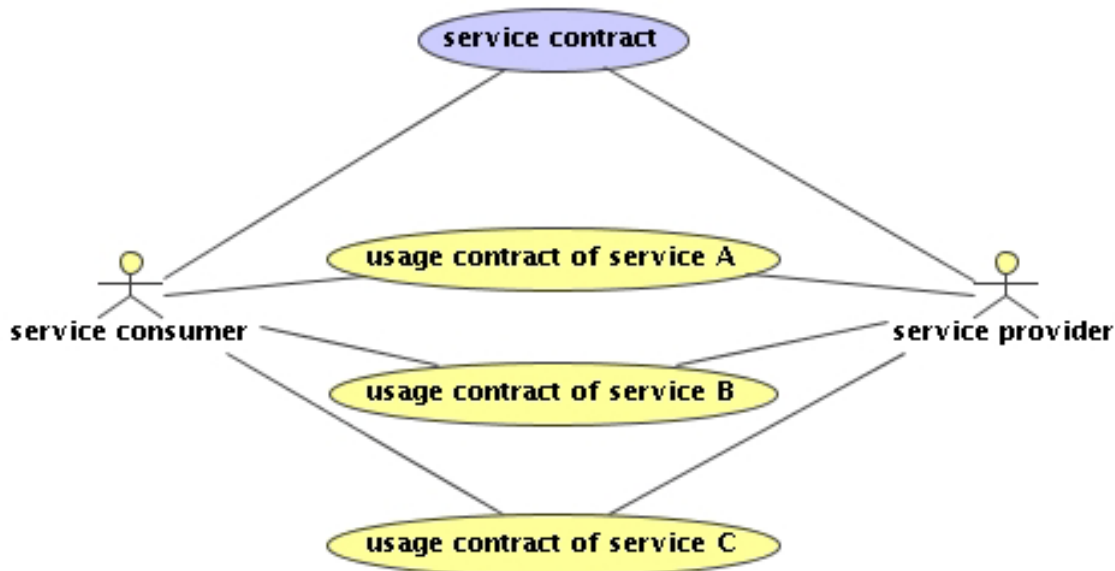 service contract
usage contract of service A
service consumer
service provider
usage contract of service B
usage contract of service C